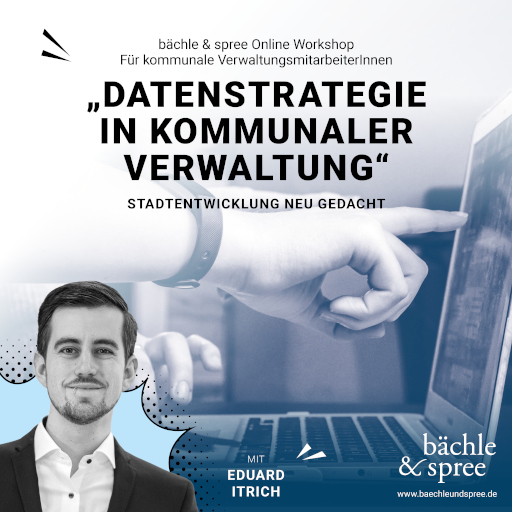 bächle & spree Online Workshop
Für kommunale VerwaltungsmitarbeiterInnen
„DATENSTRATEGIE
IN KOMMUNALER
VERWALTUNG“
STADTENTWICKLUNG NEU GEDACHT
MIT
EDUARD
ITRICH
bächle
& spree
www.baechleundspree.de